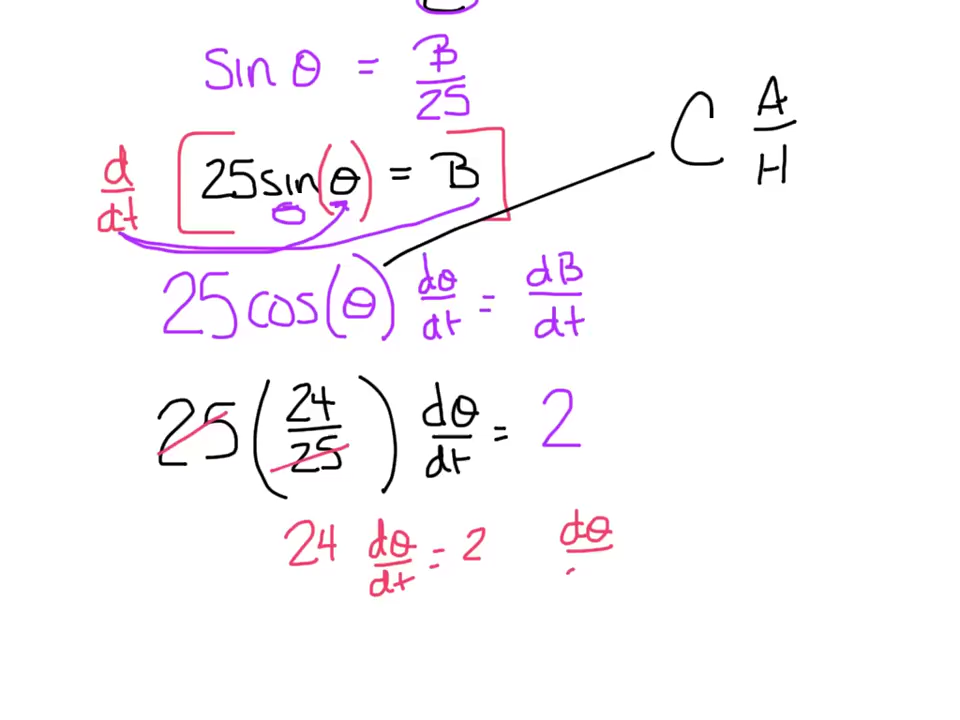 sin θ = B/25
C A/H
d/dt [25sin(θ) = B]
25cos(θ) dθ/dt = dB/dt
25(24/25) dθ/dt = 2
24 dθ/dt = 2 dθ